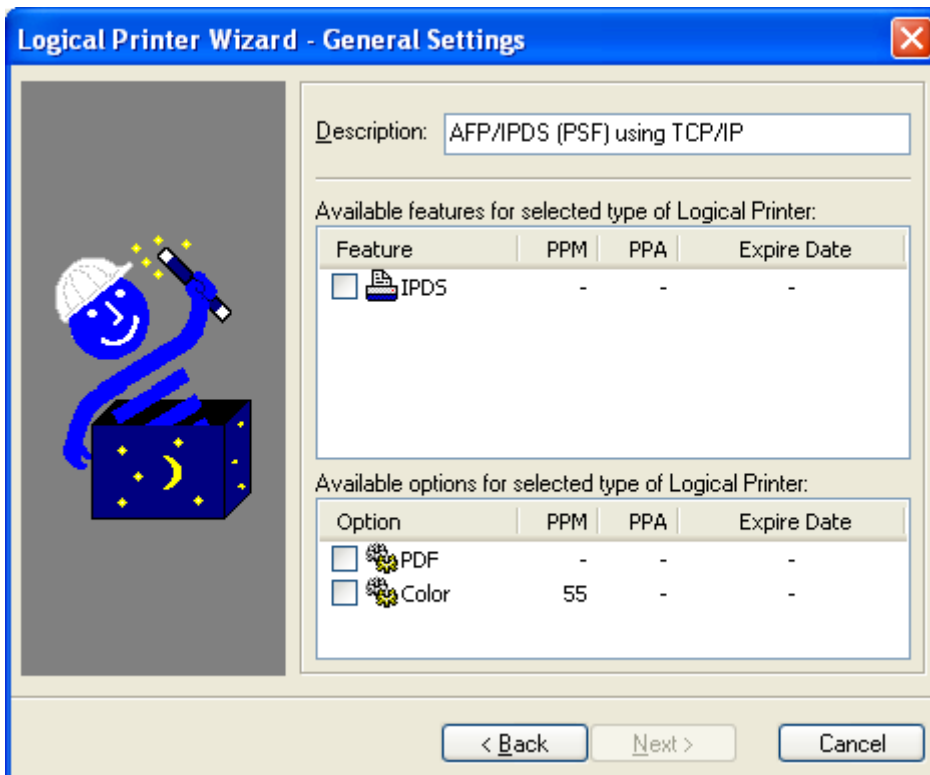 Logical Printer Wizard - General Settings
Description: AFP/IPDS (PSF) using TCP/IP
Available features for selected type of Logical Printer:
Feature PPM PPA Expire Date
IPDS - - -
Available options for selected type of Logical Printer:
Option PPM PPA Expire Date
PDF - - -
Color 55 - -
< Back Next > Cancel